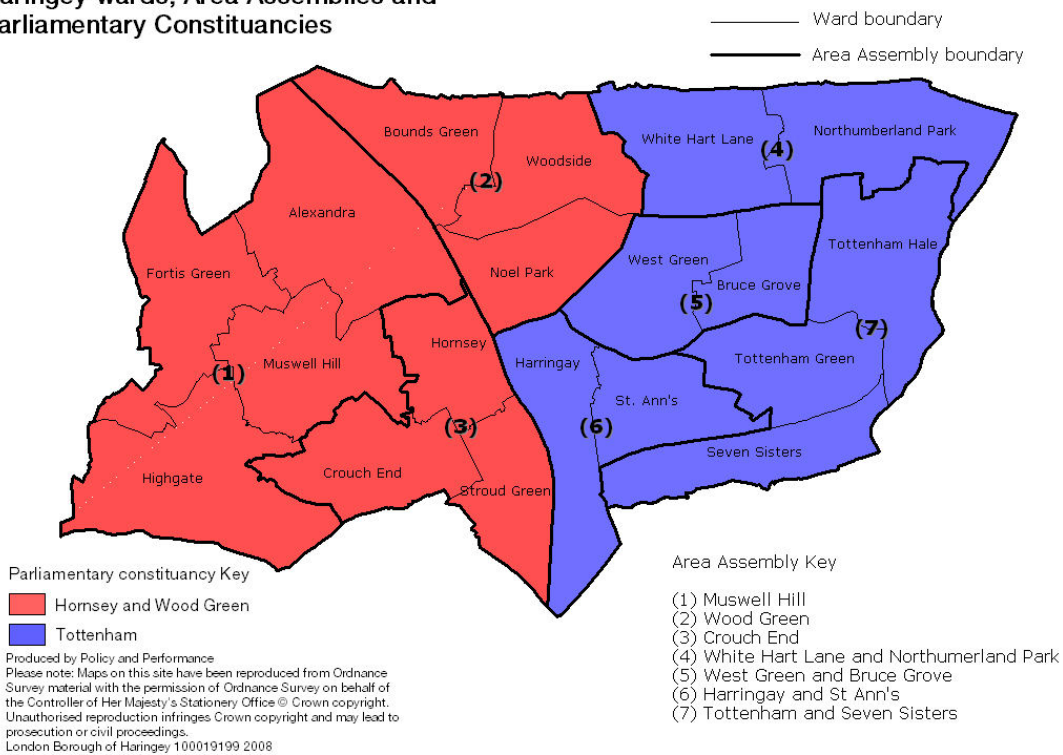 aringey wards, Area Assemblies and
arliamentary Constituancies
Ward boundary
Area Assembly boundary
Bounds Green
Woodside
White Hart Lane
Northumberland Park
(4)
(2)
Alexandra
Fortis Green
Noel Park
West Green
Bruce Grove
Tottenham Hale
(5)
(7)
Hornsey
Harringay
Tottenham Green
Muswell Hill
(1)
St. Ann's
(3)
(6)
Highgate
Crouch End
Stroud Green
Seven Sisters
Parliamentary constituancy Key
Hornsey and Wood Green
Tottenham
Produced by Policy and Performance
Please note: Maps on this site have been reproduced from Ordnance
Survey material with the permission of Ordnance Survey on behalf of
the Controller of Her Majesty's Stationery Office © Crown copyright.
Unauthorised reproduction infringes Crown copyright and may lead to
prosecution or civil proceedings.
London Borough of Haringey 100019199 2008
Area Assembly Key
(1) Muswell Hill
(2) Wood Green
(3) Crouch End
(4) White Hart Lane and Northumerland Park
(5) West Green and Bruce Grove
(6) Harringay and St Ann's
(7) Tottenham and Seven Sisters